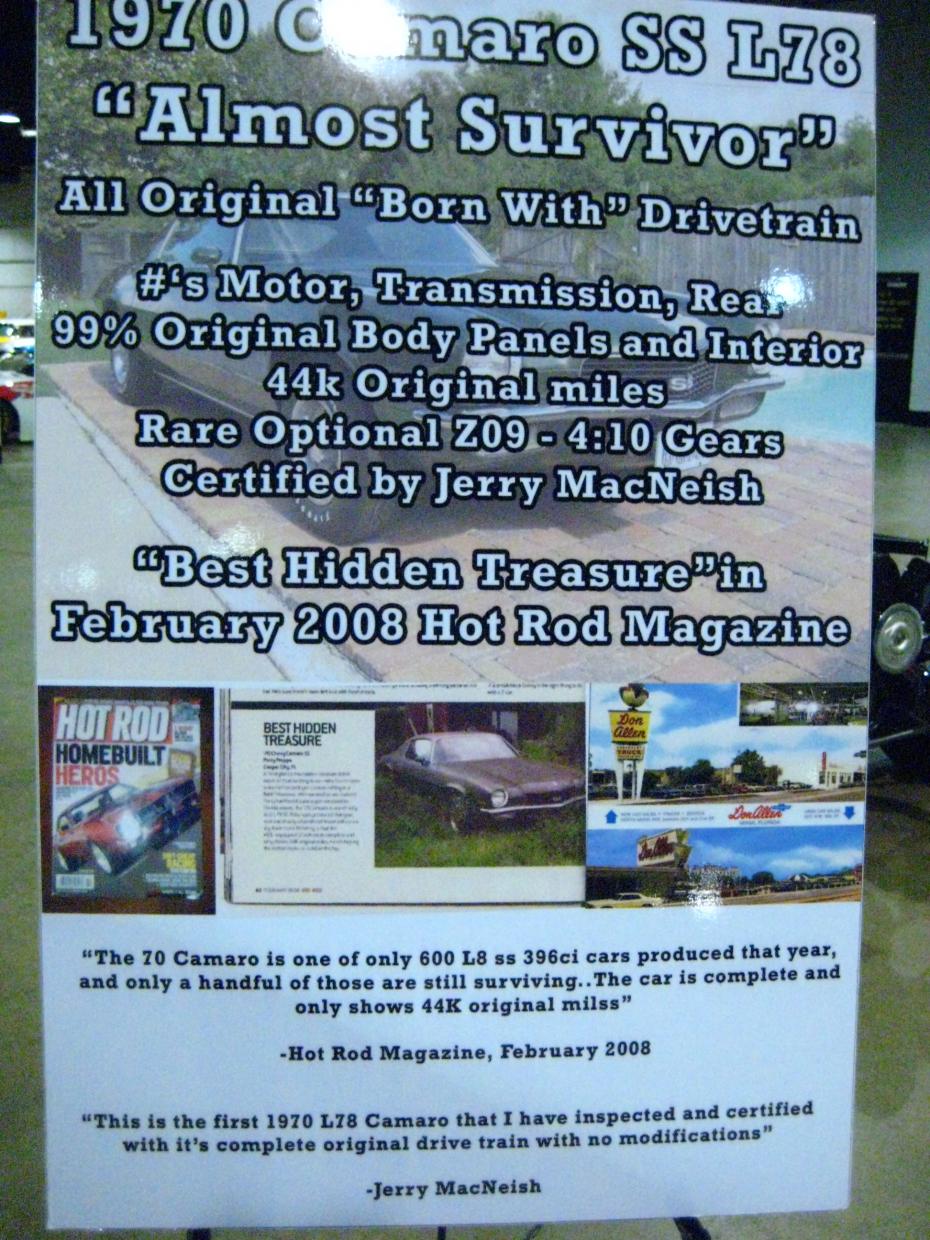 1970 Camaro SS L78
“Almost Survivor”
All Original “Born With” Drivetrain
#‘s Motor, Transmission, Rear
99% Original Body Panels and Interior
44k Original miles
Rare Optional Z09 - 4:10 Gears
Certified by Jerry MacNeish
“Best Hidden Treasure”in
February 2008 Hot Rod Magazine
HOT ROD
HOMEBUILT
HEROS
BEST HIDDEN
TREASURE
Don
Allen
TRUCK
Don Allen
Don Allen
“The 70 Camaro is one of only 600 L8 ss 396ci cars produced that year,
and only a handful of those are still surviving..The car is complete and
only shows 44K original milss”
-Hot Rod Magazine, February 2008
“This is the first 1970 L78 Camaro that I have inspected and certified
with it’s complete original drive train with no modifications”
-Jerry MacNeish